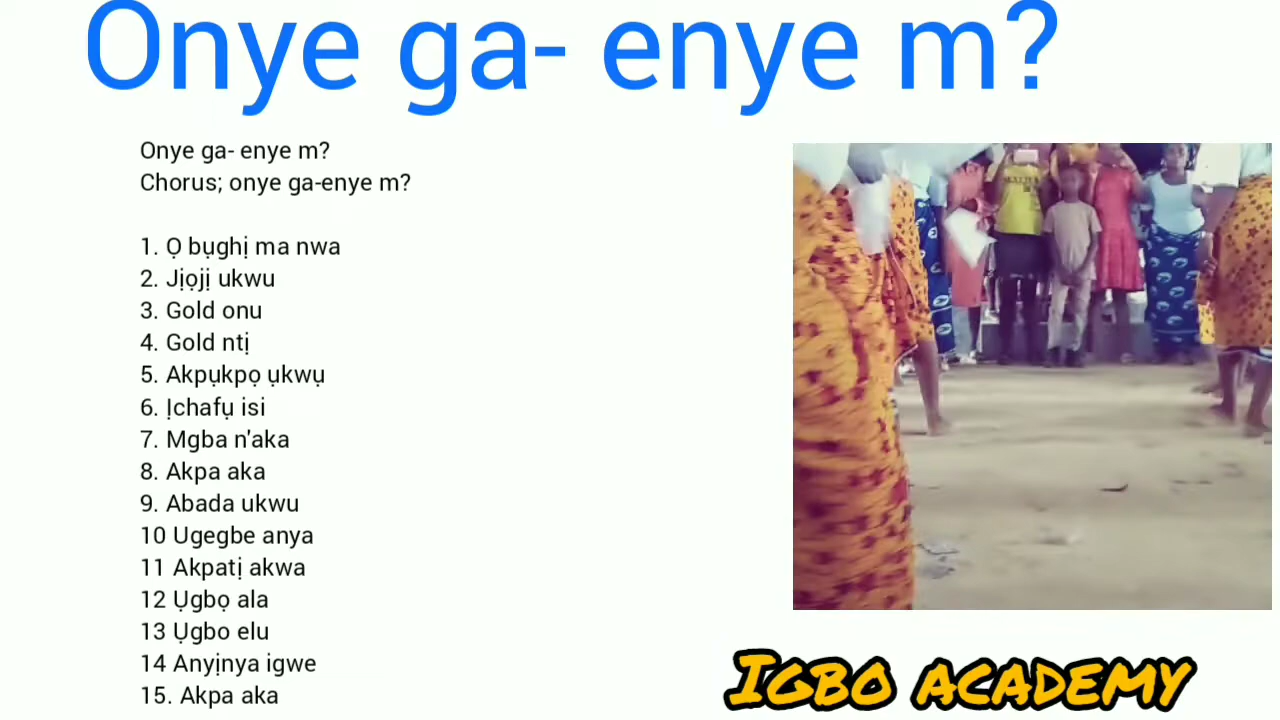 Onye ga- enye m?
Onye ga- enye m?
Chorus; onye ga-enye m?
1. Ọ bụghị ma nwa
2. Jịọjị ukwu
3. Gold onu
4. Gold ntị
5. Akpụkpọ ụkwụ
6. Ịchafụ isi
7. Mgba n'aka
8. Akpa aka
9. Abada ukwu
10 Ugegbe anya
11 Akpatị akwa
12 Ụgbọ ala
13 Ụgbo elu
14 Anyịnya igwe
15. Akpa aka
IGBO ACADEMY